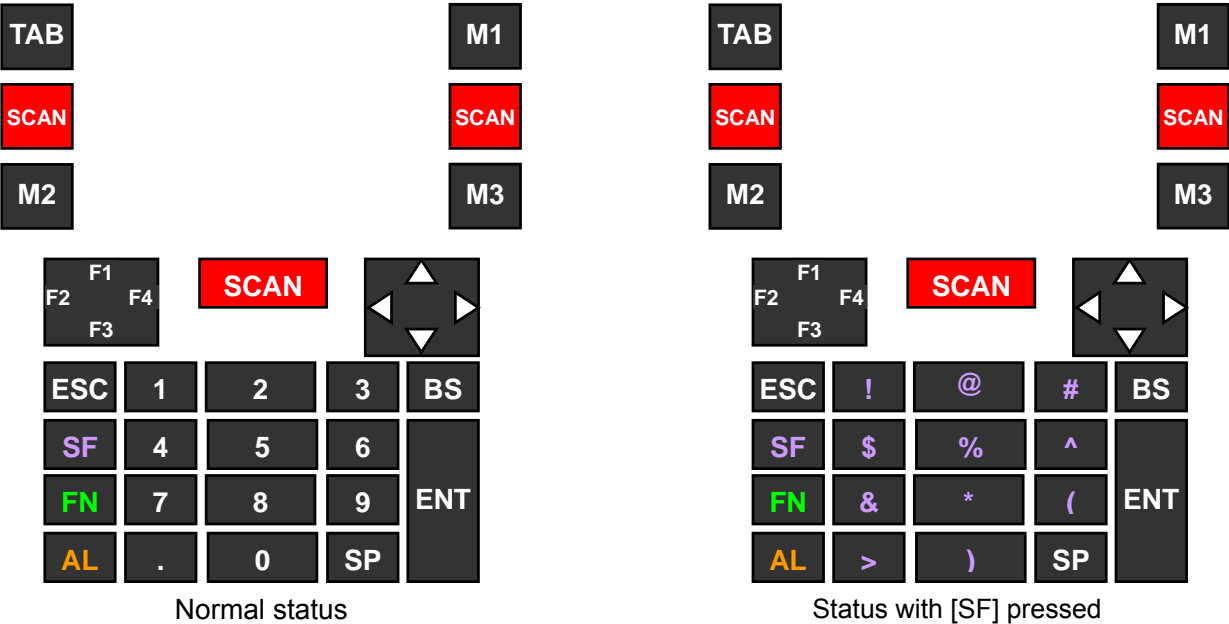 TAB M1 TAB M1
SCAN SCAN SCAN SCAN
M2 M3 M2 M3
F1 F1
F2 F4 SCAN F2 F4 SCAN
F3 F3
ESC 1 2 3 BS ESC ! @ # BS
SF 4 5 6 SF $ % ^
FN 7 8 9 ENT FN & * ( ENT
AL . 0 SP AL > ) SP
Normal status Status with [SF] pressed